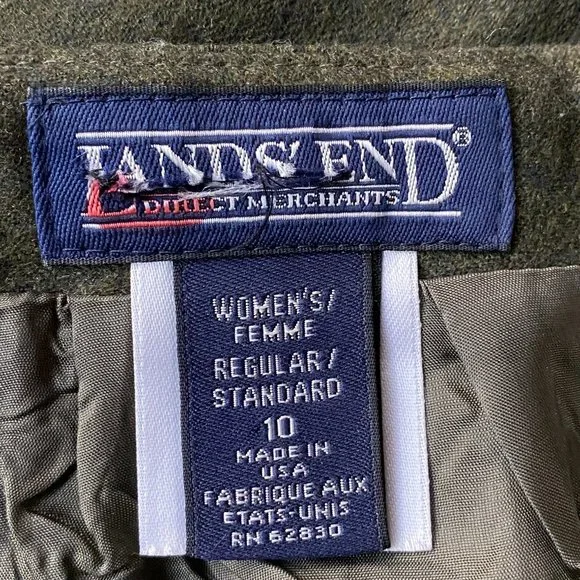 LANDS' END®
DIRECT MERCHANTS
WOMEN'S/
FEMME
REGULAR/
STANDARD
10
MADE IN
USA
FABRIQUE AUX
ETATS-UNIS
RN 62830